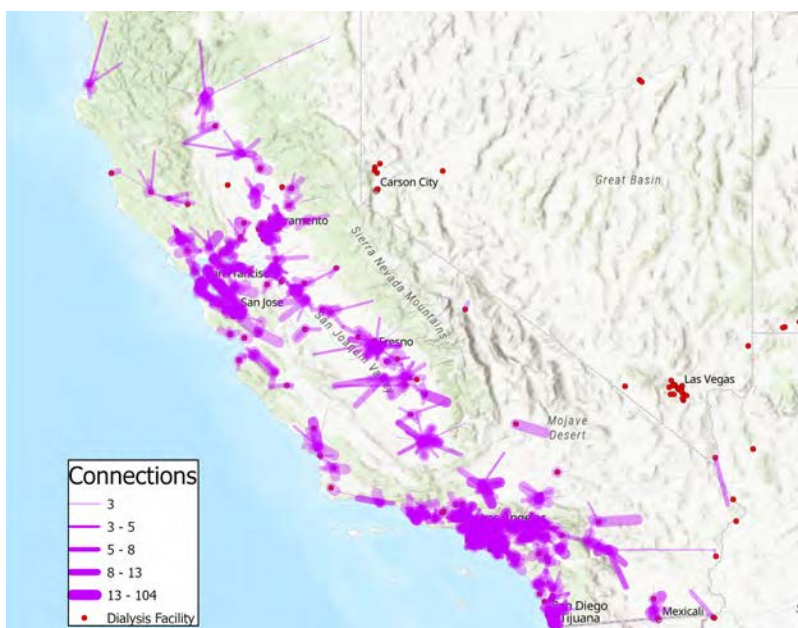 Carson City
Great Basin
Sierra Nevada Mountains
San Jose
San Joaquin Valley
Fresno
Las Vegas
Mojave
Desert
Connections
3
3 - 5
5 - 8
8 - 13
13 - 104
Dialysis Facility
San Diego
Tijuana
Mexicali